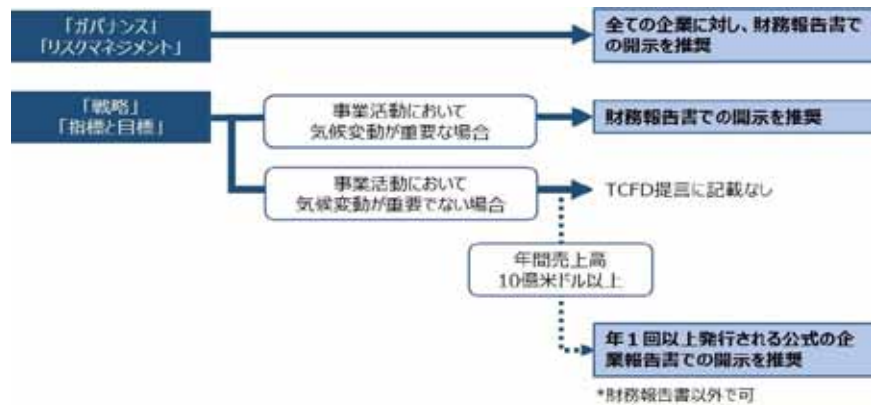 「ガバナンス」
「リスクマネジメント」
全ての企業に対し、財務報告書で
の開示を推奨
「戦略」
「指標と目標」
事業活動において
気候変動が重要な場合
財務報告書での開示を推奨
事業活動において
気候変動が重要でない場合
TCFD提言に記載なし
年間売上高
10億米ドル以上
年１回以上発行される公式の企
業報告書での開示を推奨
*財務報告書以外で可